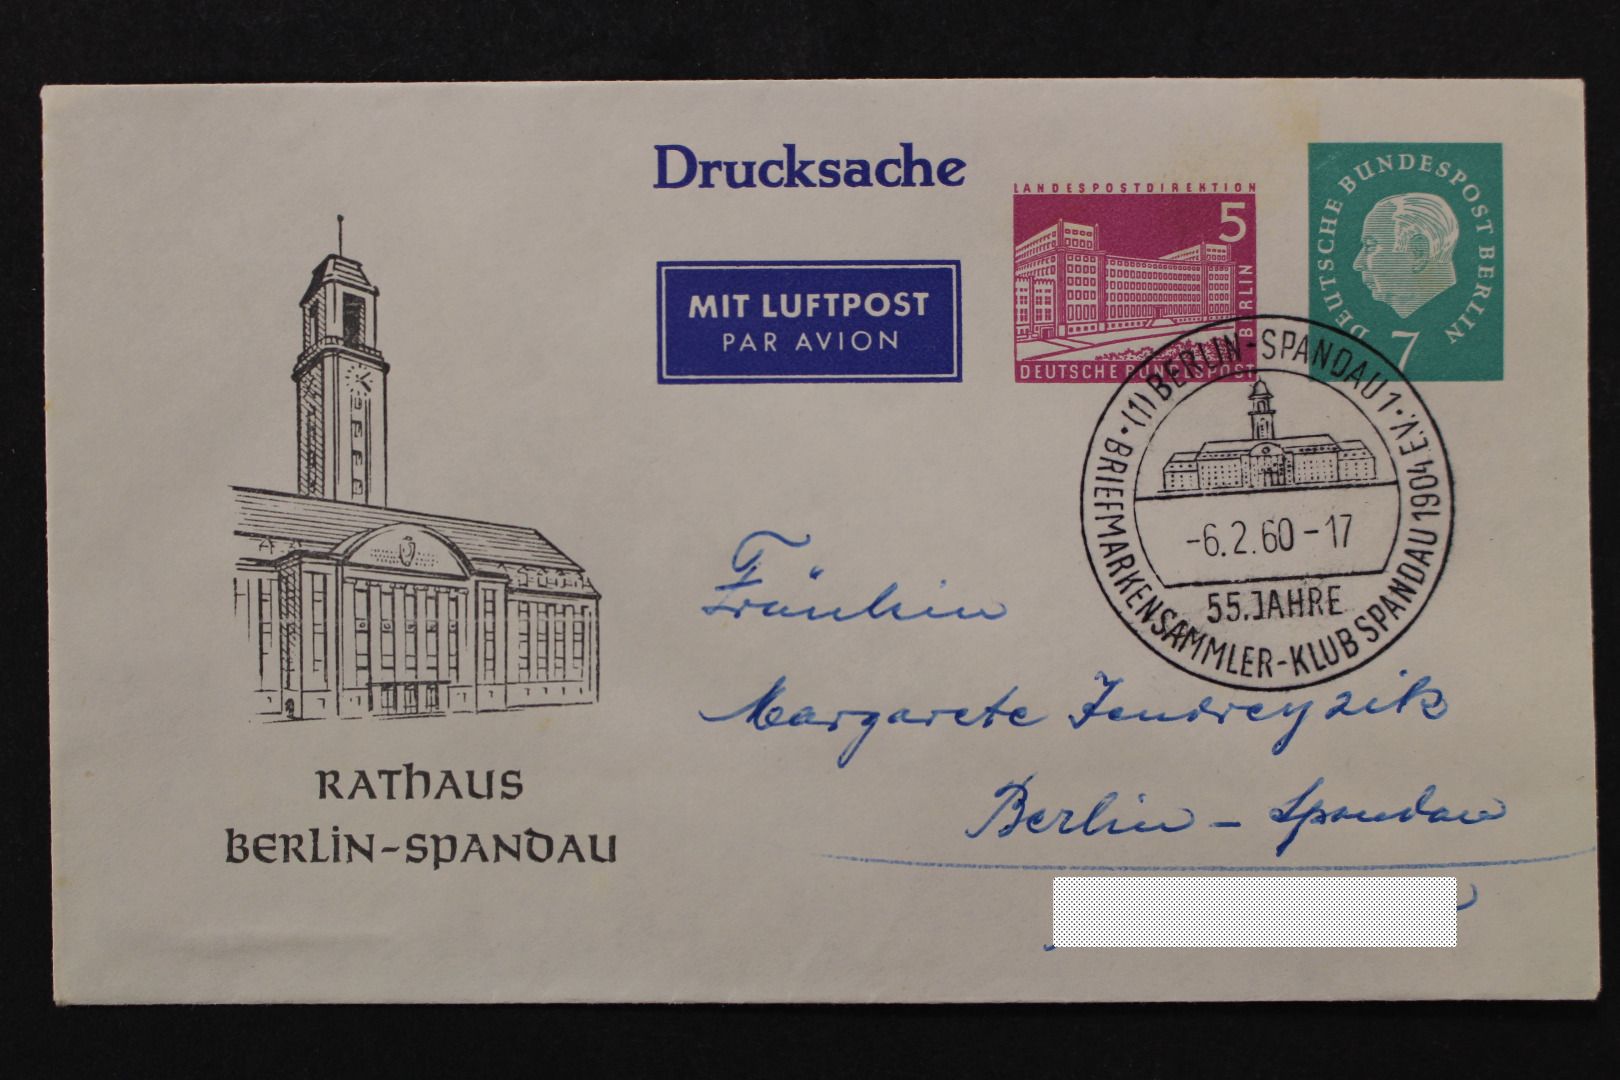 Drucksache
MIT LUFTPOST
PAR AVION
LANDESPOSTDIREKTION
5
BERLIN
DEUTSCHE BUNDESPOST
DEUTSCHE BUNDESPOST BERLIN
7
(1) BERLIN-SPANDAU 1 ·
BRIEFMARKENSAMMLER-KLUB SPANDAU 1904 E.V. ·
-6.2.60-17
55.JAHRE
Fräulein
Margarete Jendreyzik
Berlin - Spandau
RATHAUS
BERLIN-SPANDAU